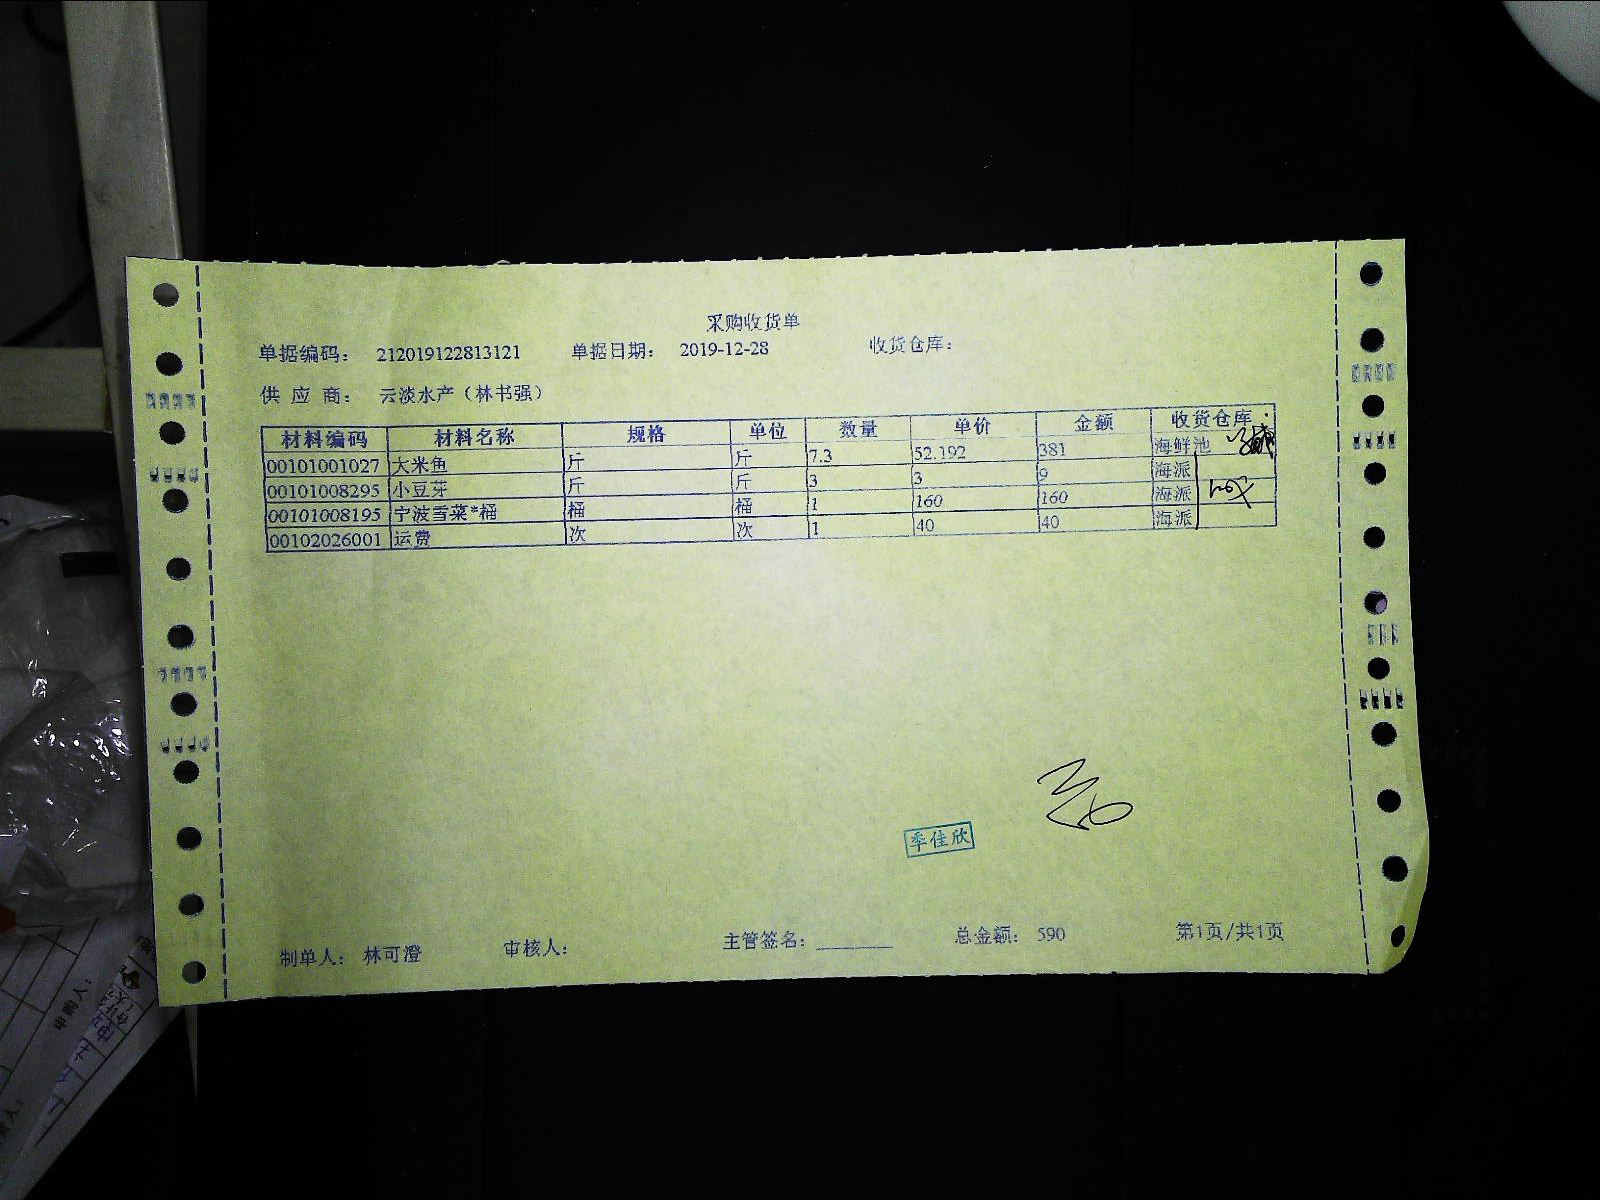 采购收货单
单据编码： 212019122813121 单据日期： 2019-12-28 收货仓库：
供 应 商： 云淡水产（林书强）
材料编码 材料名称 规格 单位 数量 单价 金额 收货仓库
00101001027 大米鱼 斤 斤 7.3 52.192 381 海鲜池
00101008295 小豆芽 斤 斤 3 3 9 海派
00101008195 宁波雪菜*桶 桶 桶 1 160 160 海派
00102026001 运费 次 次 1 40 40 海派
季佳欣
制单人： 林可澄 审核人： 主管签名： 总金额： 590 第1页/共1页
申购人：